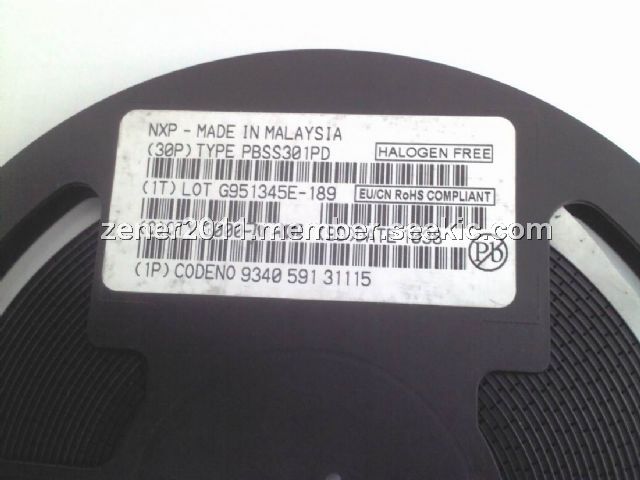 NXP - MADE IN MALAYSIA
(30P) TYPE PBSS301PD
HALOGEN FREE
(1T) LOT G951345E-189
EU/CN RoHS COMPLIANT
zener2011.member.seekic.com
Pb
(1P) CODENO 9340 591 31115